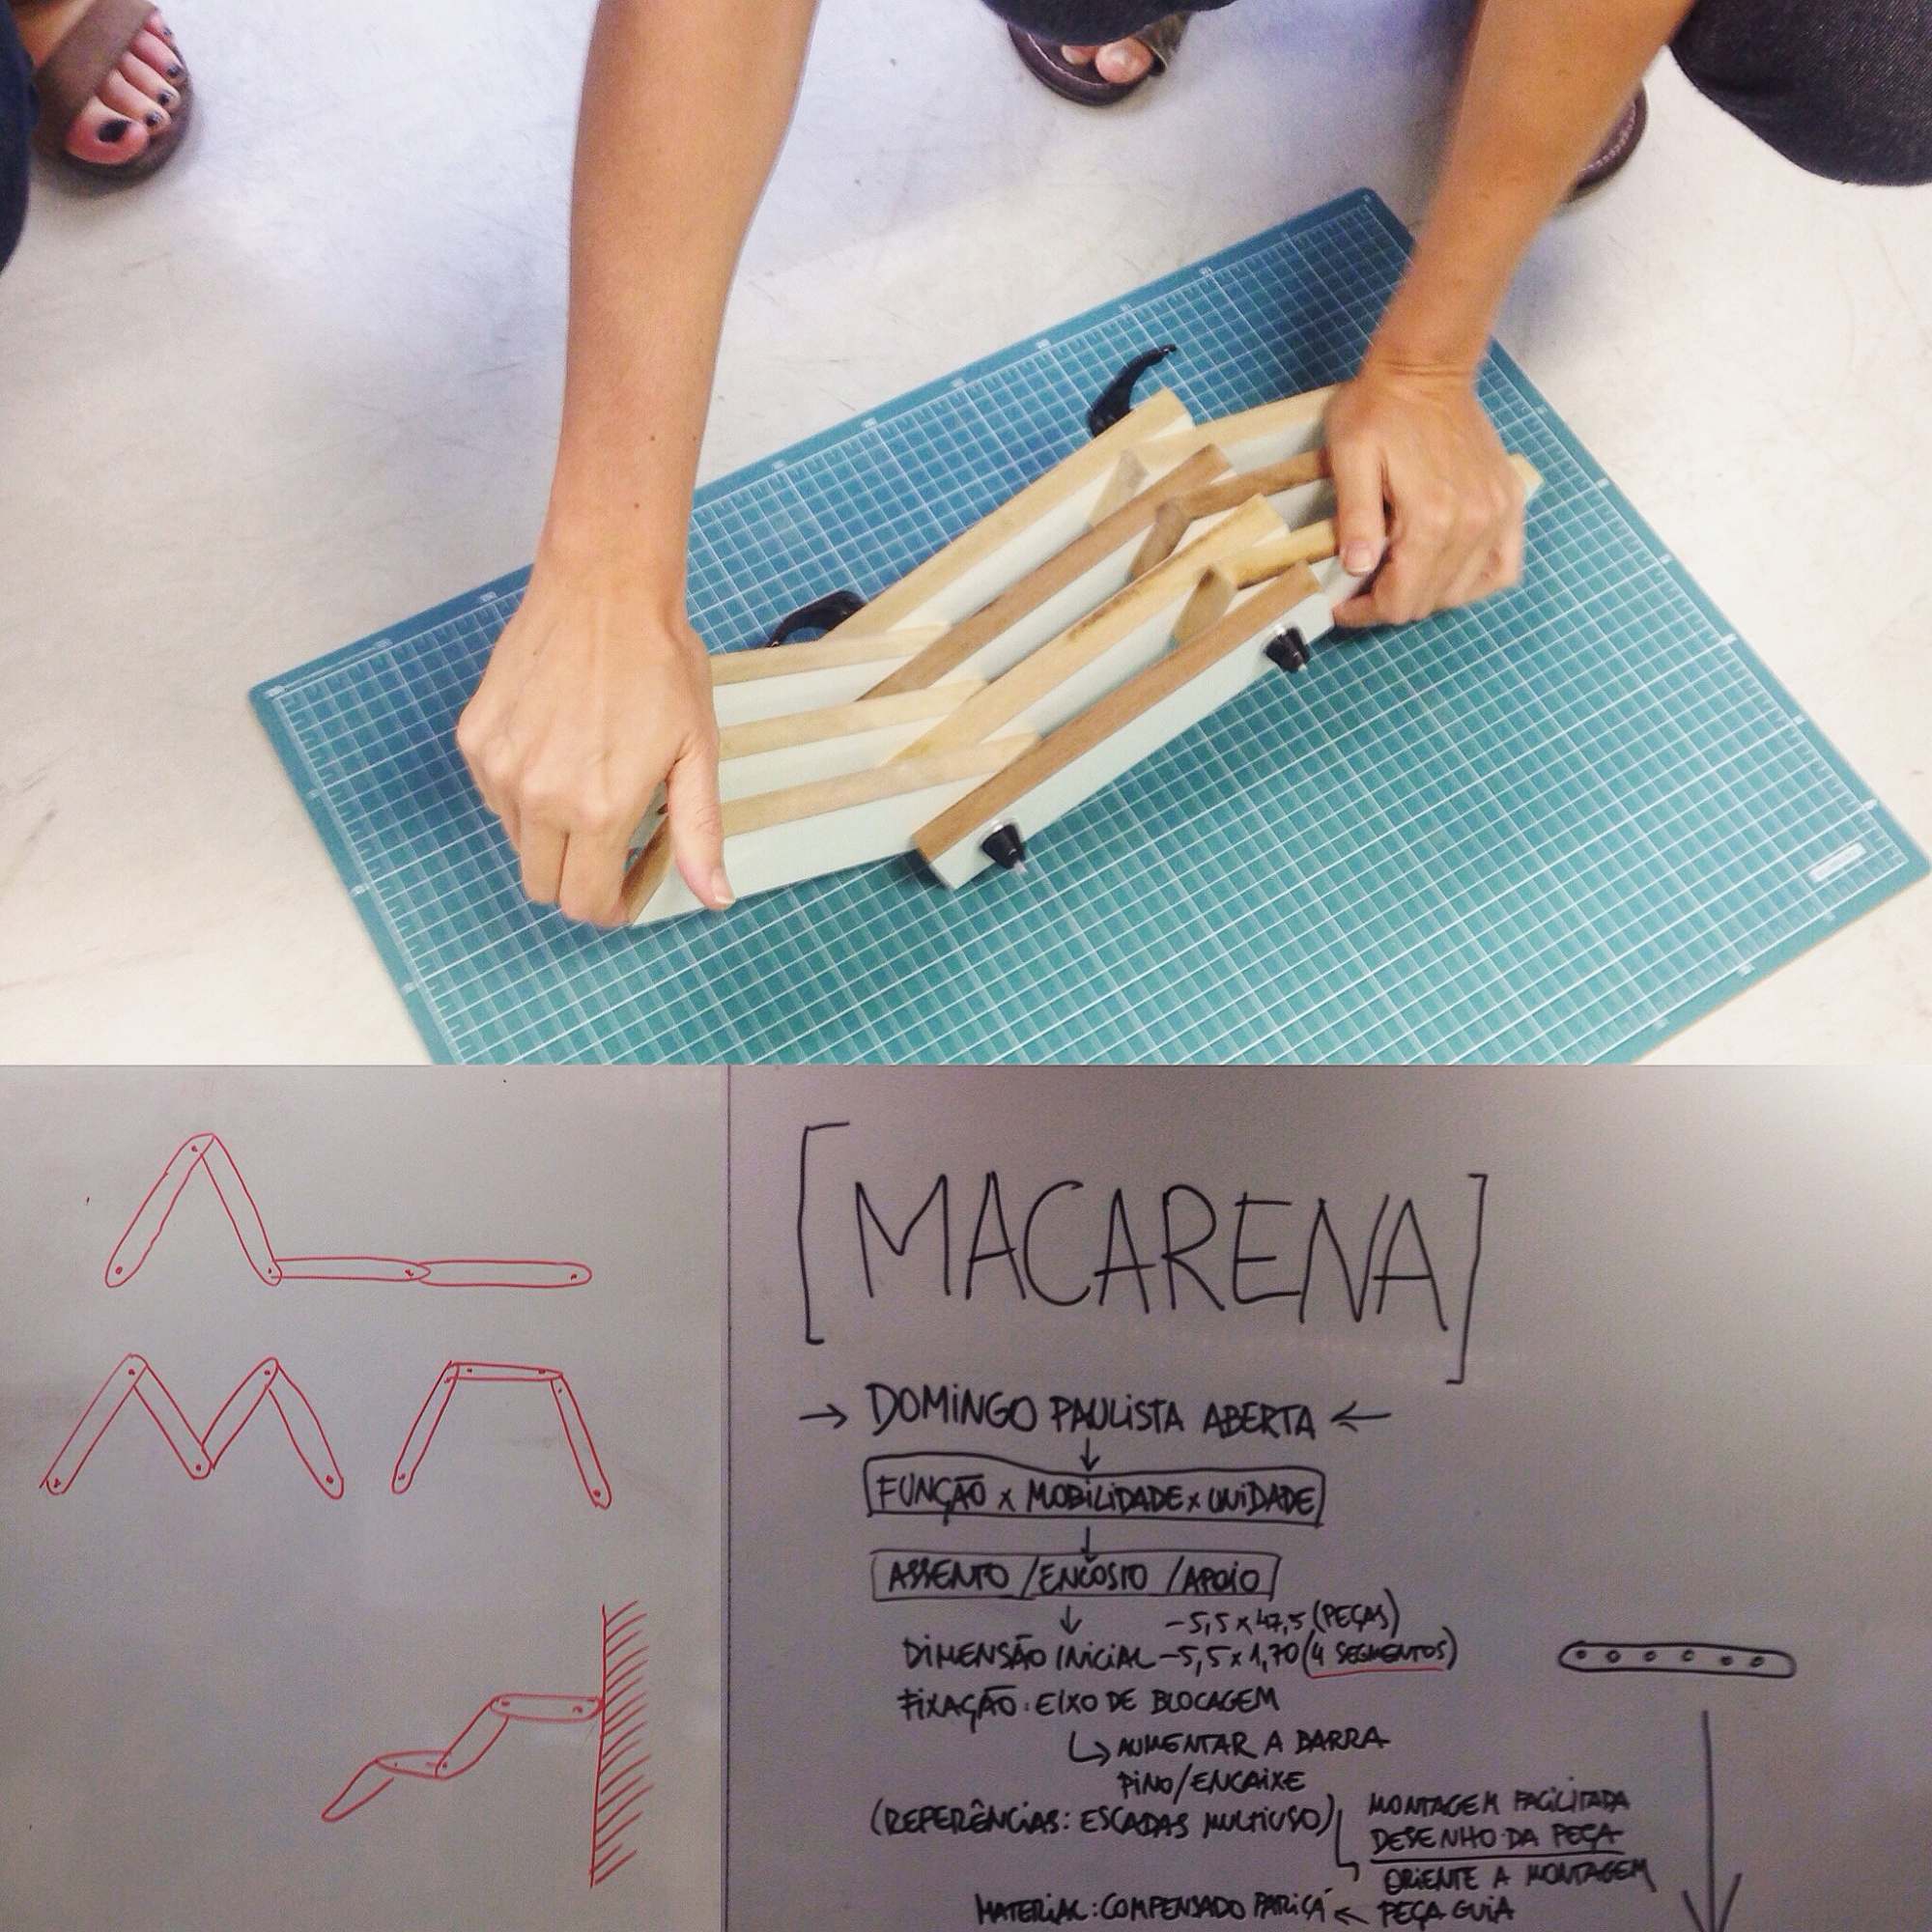 [MACARENA]
→ DOMINGO PAULISTA ABERTA ←
FUNÇÃO x MOBILIDADE x UNIDADE
ASSENTO / ENCOSTO / APOIO
- 5,5 x 47,5 (PEÇAS)
DIMENSÃO INICIAL - 5,5 x 1,70 (4 SEGMENTOS)
FIXAÇÃO: EIXO DE BLOCAGEM
↳ AUMENTAR A BARRA
PINO/ENCAIXE
(REFERÊNCIAS: ESCADAS MULTIUSO)
MONTAGEM FACILITADA
DESENHO DA PEÇA
ORIENTE A MONTAGEM
MATERIAL: COMPENSADO PARICÁ ← PEÇA GUIA